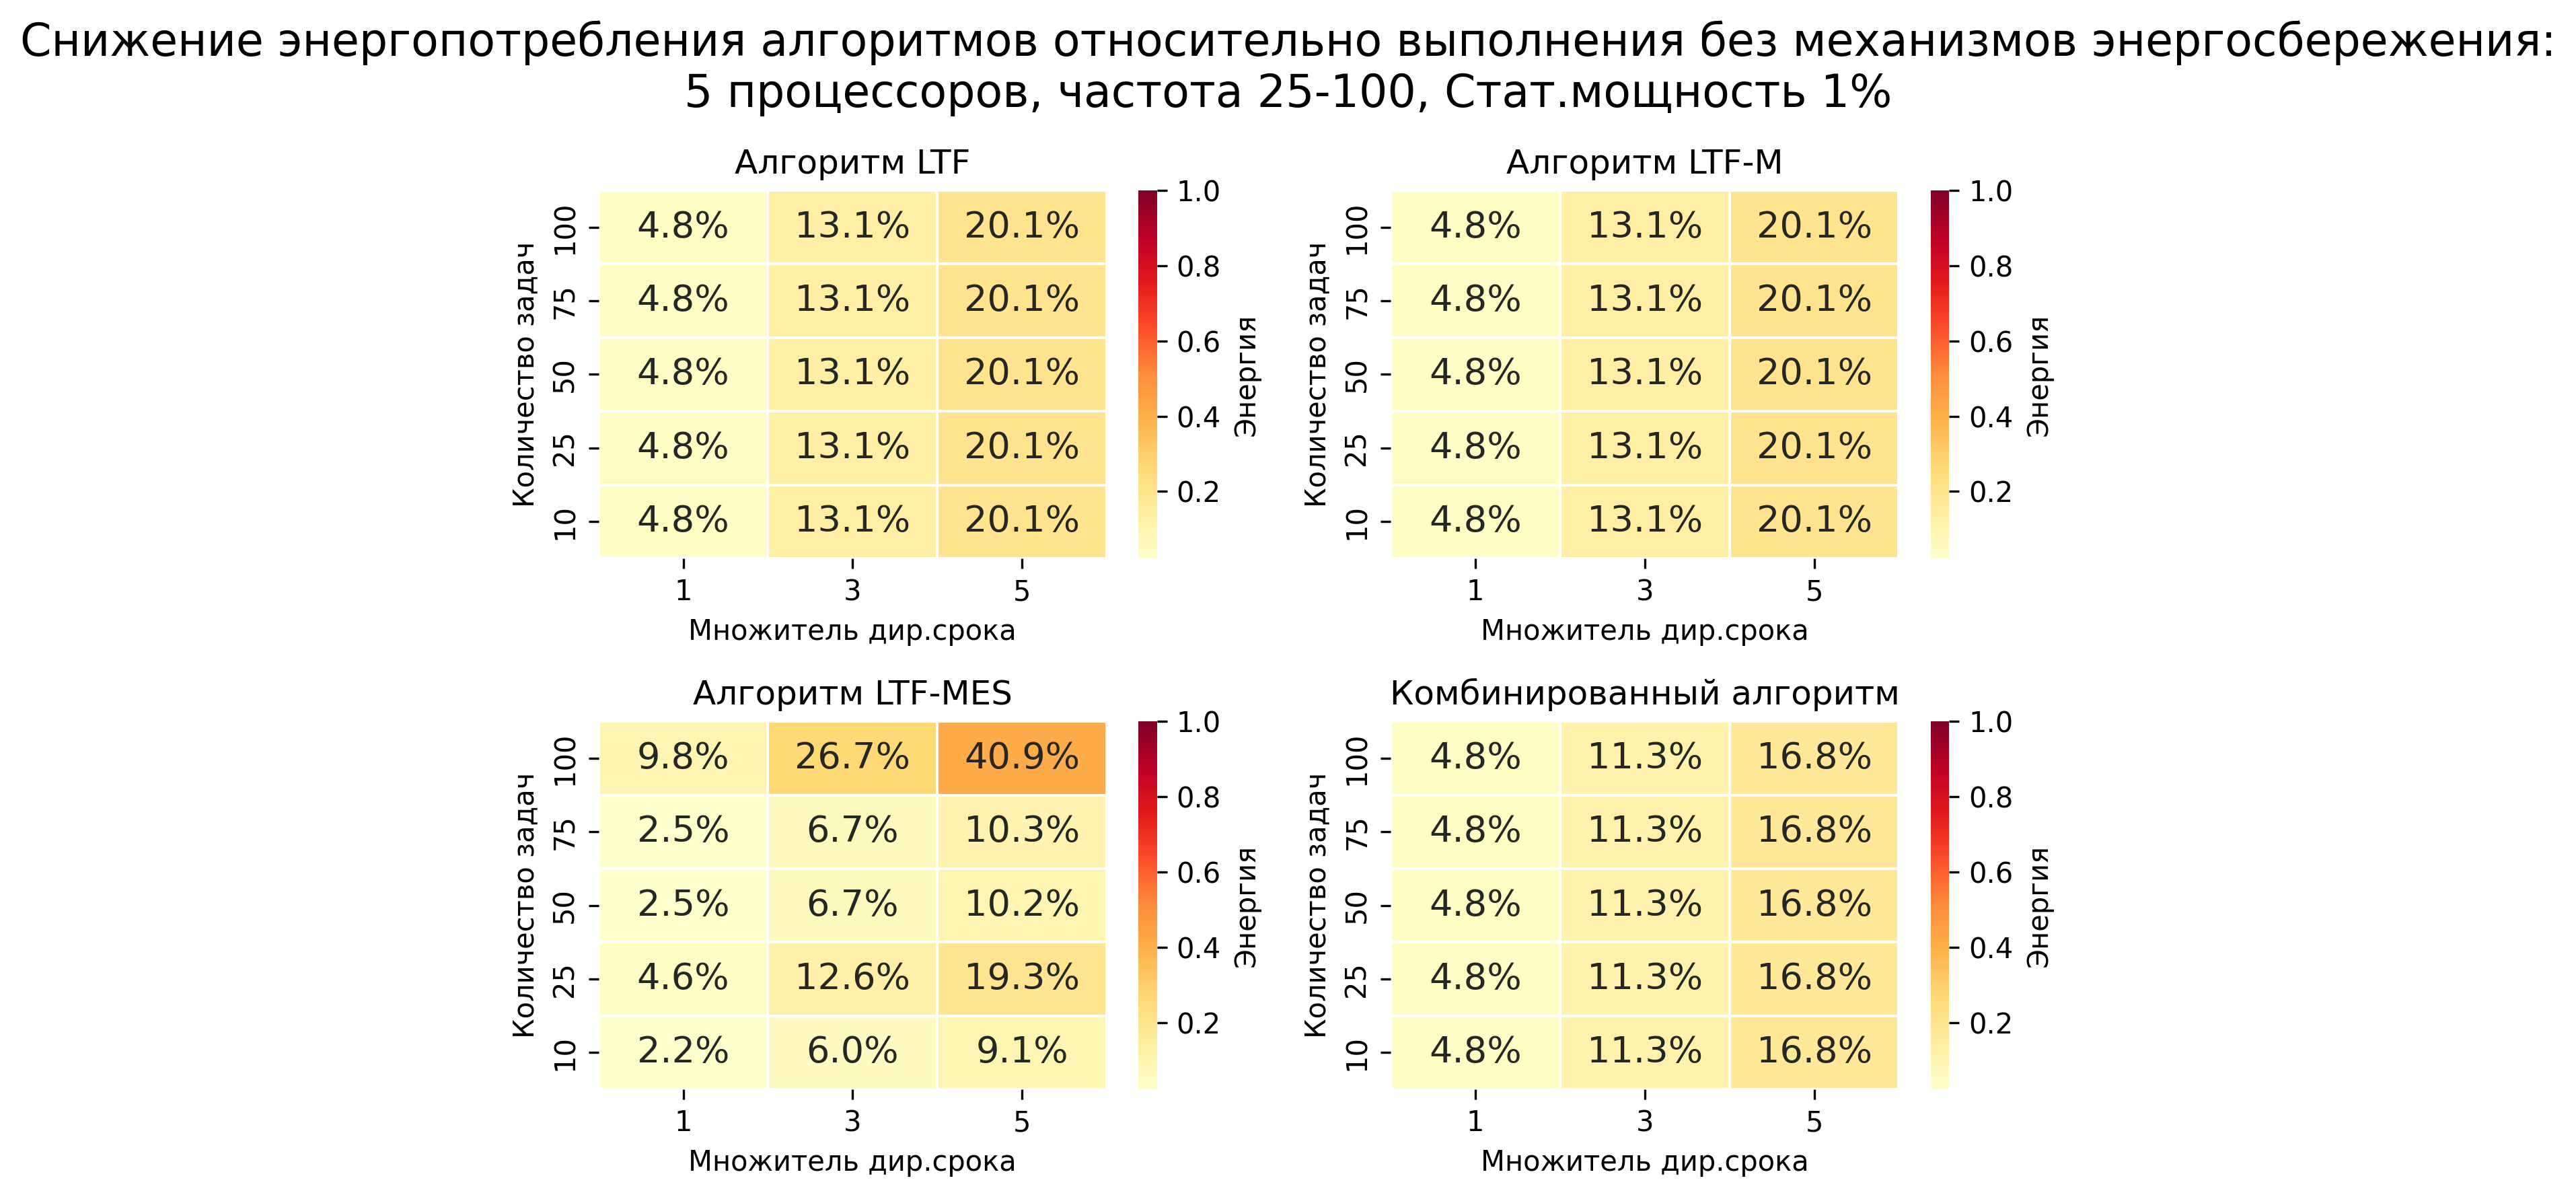 Снижение энергопотребления алгоритмов относительно выполнения без механизмов энергосбережения:
5 процессоров, частота 25-100, Стат.мощность 1%
Алгоритм LTF
Количество задач
100 4.8% 13.1% 20.1%
75 4.8% 13.1% 20.1%
50 4.8% 13.1% 20.1%
25 4.8% 13.1% 20.1%
10 4.8% 13.1% 20.1%
1 3 5
Множитель дир.срока
1.0
0.8
0.6
0.4
0.2
Энергия
Алгоритм LTF-M
Количество задач
100 4.8% 13.1% 20.1%
75 4.8% 13.1% 20.1%
50 4.8% 13.1% 20.1%
25 4.8% 13.1% 20.1%
10 4.8% 13.1% 20.1%
1 3 5
Множитель дир.срока
1.0
0.8
0.6
0.4
0.2
Энергия
Алгоритм LTF-MES
Количество задач
100 9.8% 26.7% 40.9%
75 2.5% 6.7% 10.3%
50 2.5% 6.7% 10.2%
25 4.6% 12.6% 19.3%
10 2.2% 6.0% 9.1%
1 3 5
Множитель дир.срока
1.0
0.8
0.6
0.4
0.2
Энергия
Комбинированный алгоритм
Количество задач
100 4.8% 11.3% 16.8%
75 4.8% 11.3% 16.8%
50 4.8% 11.3% 16.8%
25 4.8% 11.3% 16.8%
10 4.8% 11.3% 16.8%
1 3 5
Множитель дир.срока
1.0
0.8
0.6
0.4
0.2
Энергия